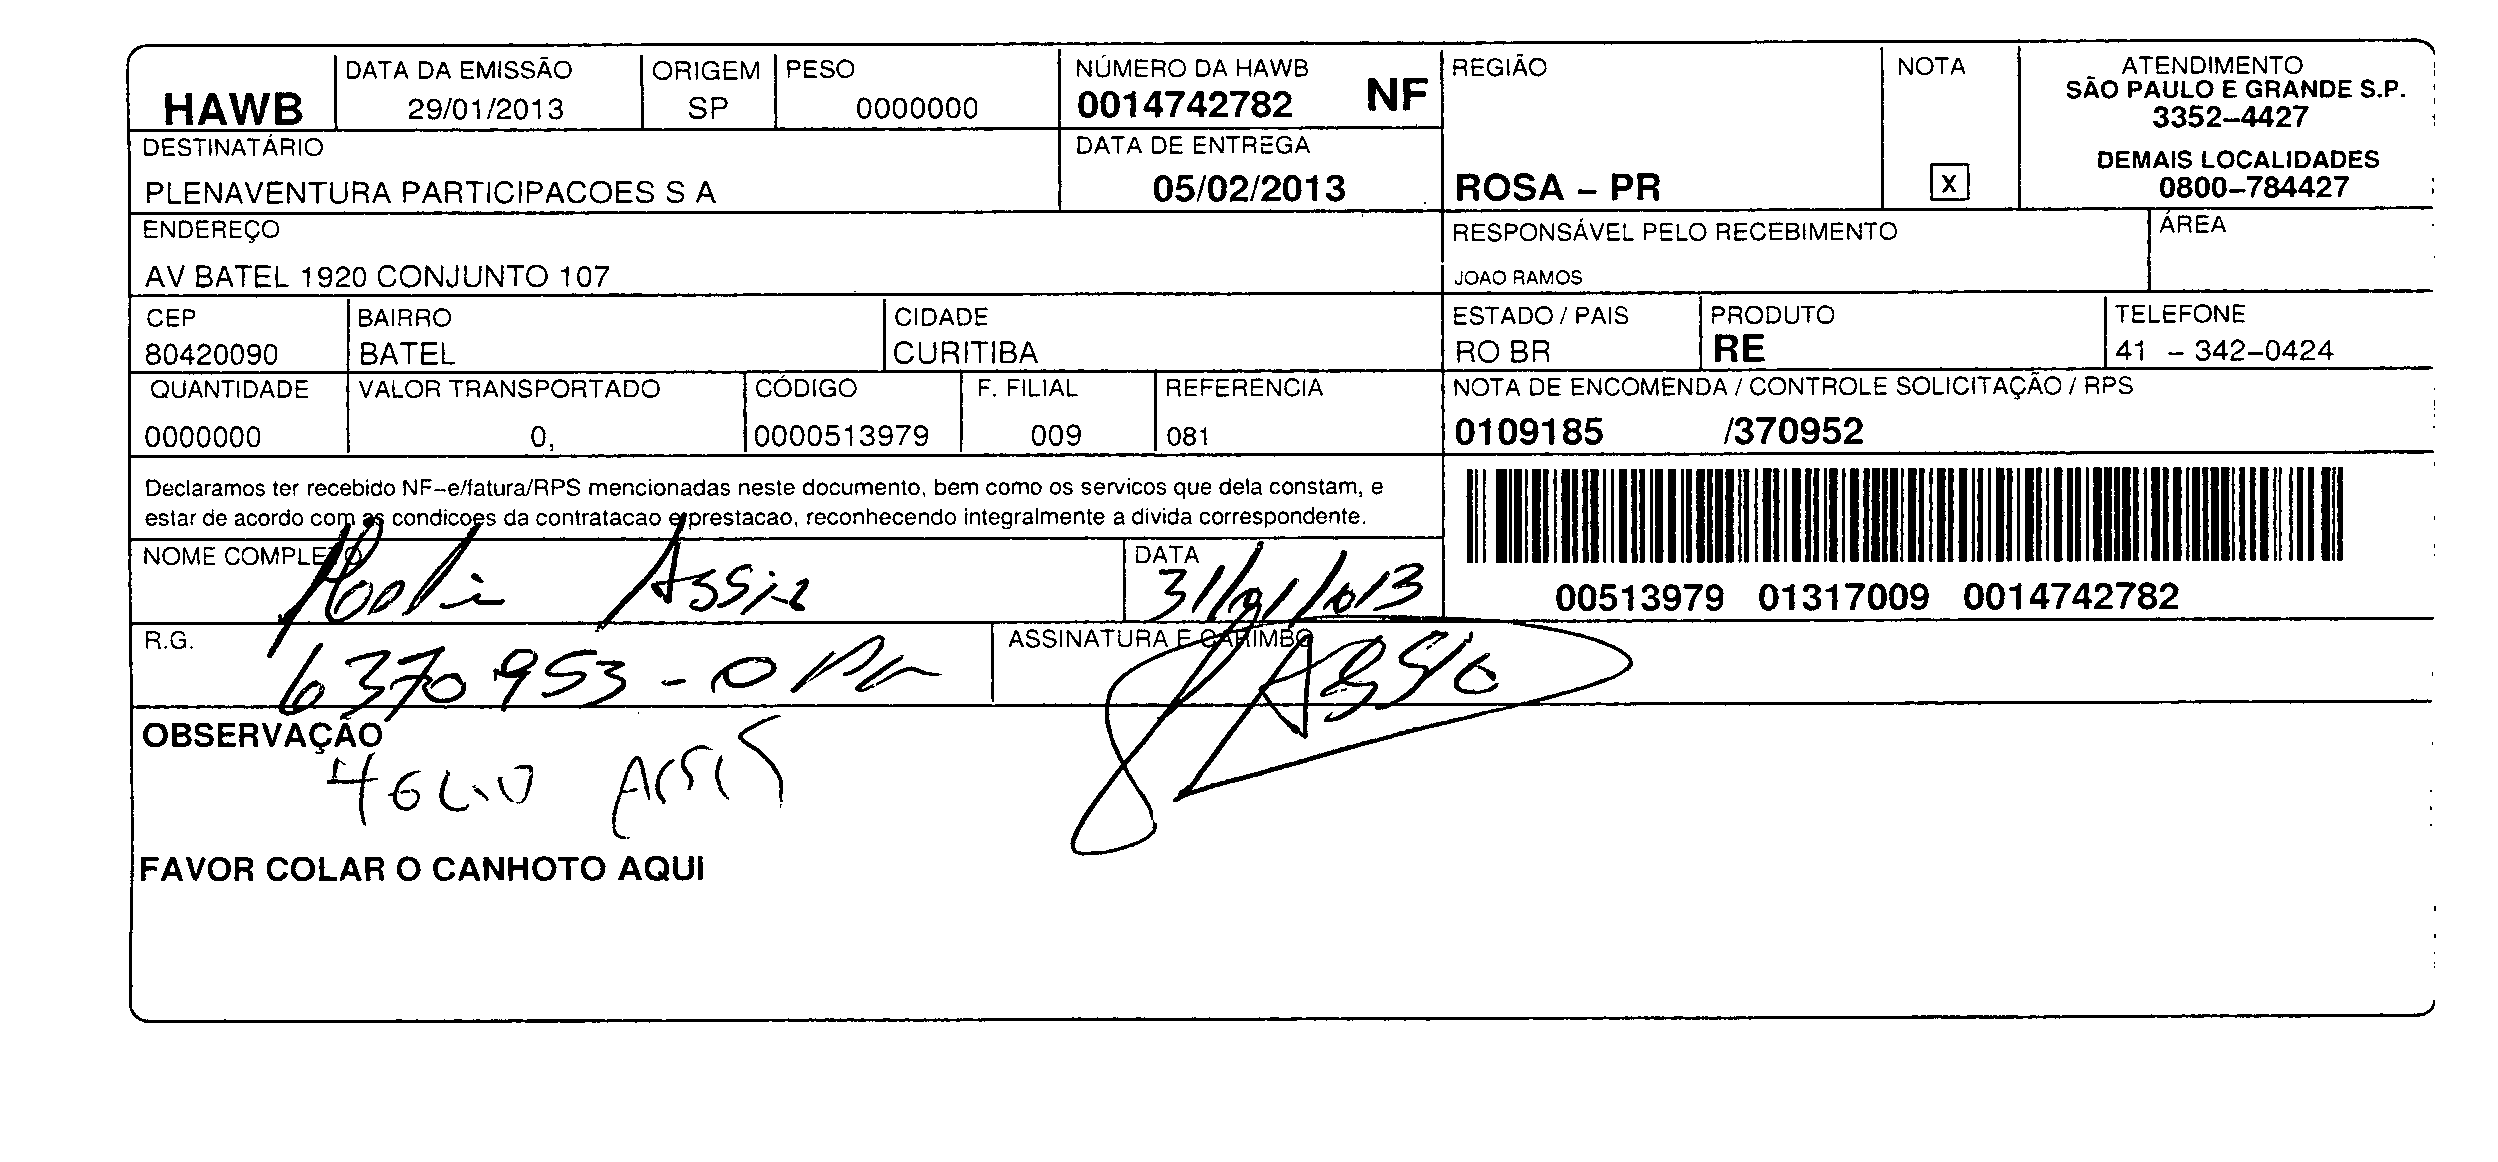 HAWB
DATA DA EMISSÃO
29/01/2013
ORIGEM
SP
PESO
0000000
NÚMERO DA HAWB
0014742782 NF
REGIÃO
ROSA – PR
NOTA
X
ATENDIMENTO
SÃO PAULO E GRANDE S.P.
3352–4427
DEMAIS LOCALIDADES
0800–784427
DESTINATÁRIO
PLENAVENTURA PARTICIPACOES S A
DATA DE ENTREGA
05/02/2013
ENDEREÇO
AV BATEL 1920 CONJUNTO 107
RESPONSÁVEL PELO RECEBIMENTO
JOAO RAMOS
ÁREA
CEP
80420090
BAIRRO
BATEL
CIDADE
CURITIBA
ESTADO / PAIS
RO BR
PRODUTO
RE
TELEFONE
41 – 342–0424
QUANTIDADE
0000000
VALOR TRANSPORTADO
0,
CÓDIGO
0000513979
F. FILIAL
009
REFERENCIA
081
NOTA DE ENCOMENDA / CONTROLE SOLICITAÇÃO / RPS
0109185 /370952
Declaramos ter recebido NF–e/fatura/RPS mencionadas neste documento, bem como os servicos que dela constam, e
estar de acordo com as condicoes da contratacao e prestacao, reconhecendo integralmente a divida correspondente.
00513979 01317009 0014742782
NOME COMPLETO
Assis
DATA
31/01/013
R.G.
6370953-0 Pr
ASSINATURA E CARIMBO
OBSERVAÇÃO
Assis
FAVOR COLAR O CANHOTO AQUI